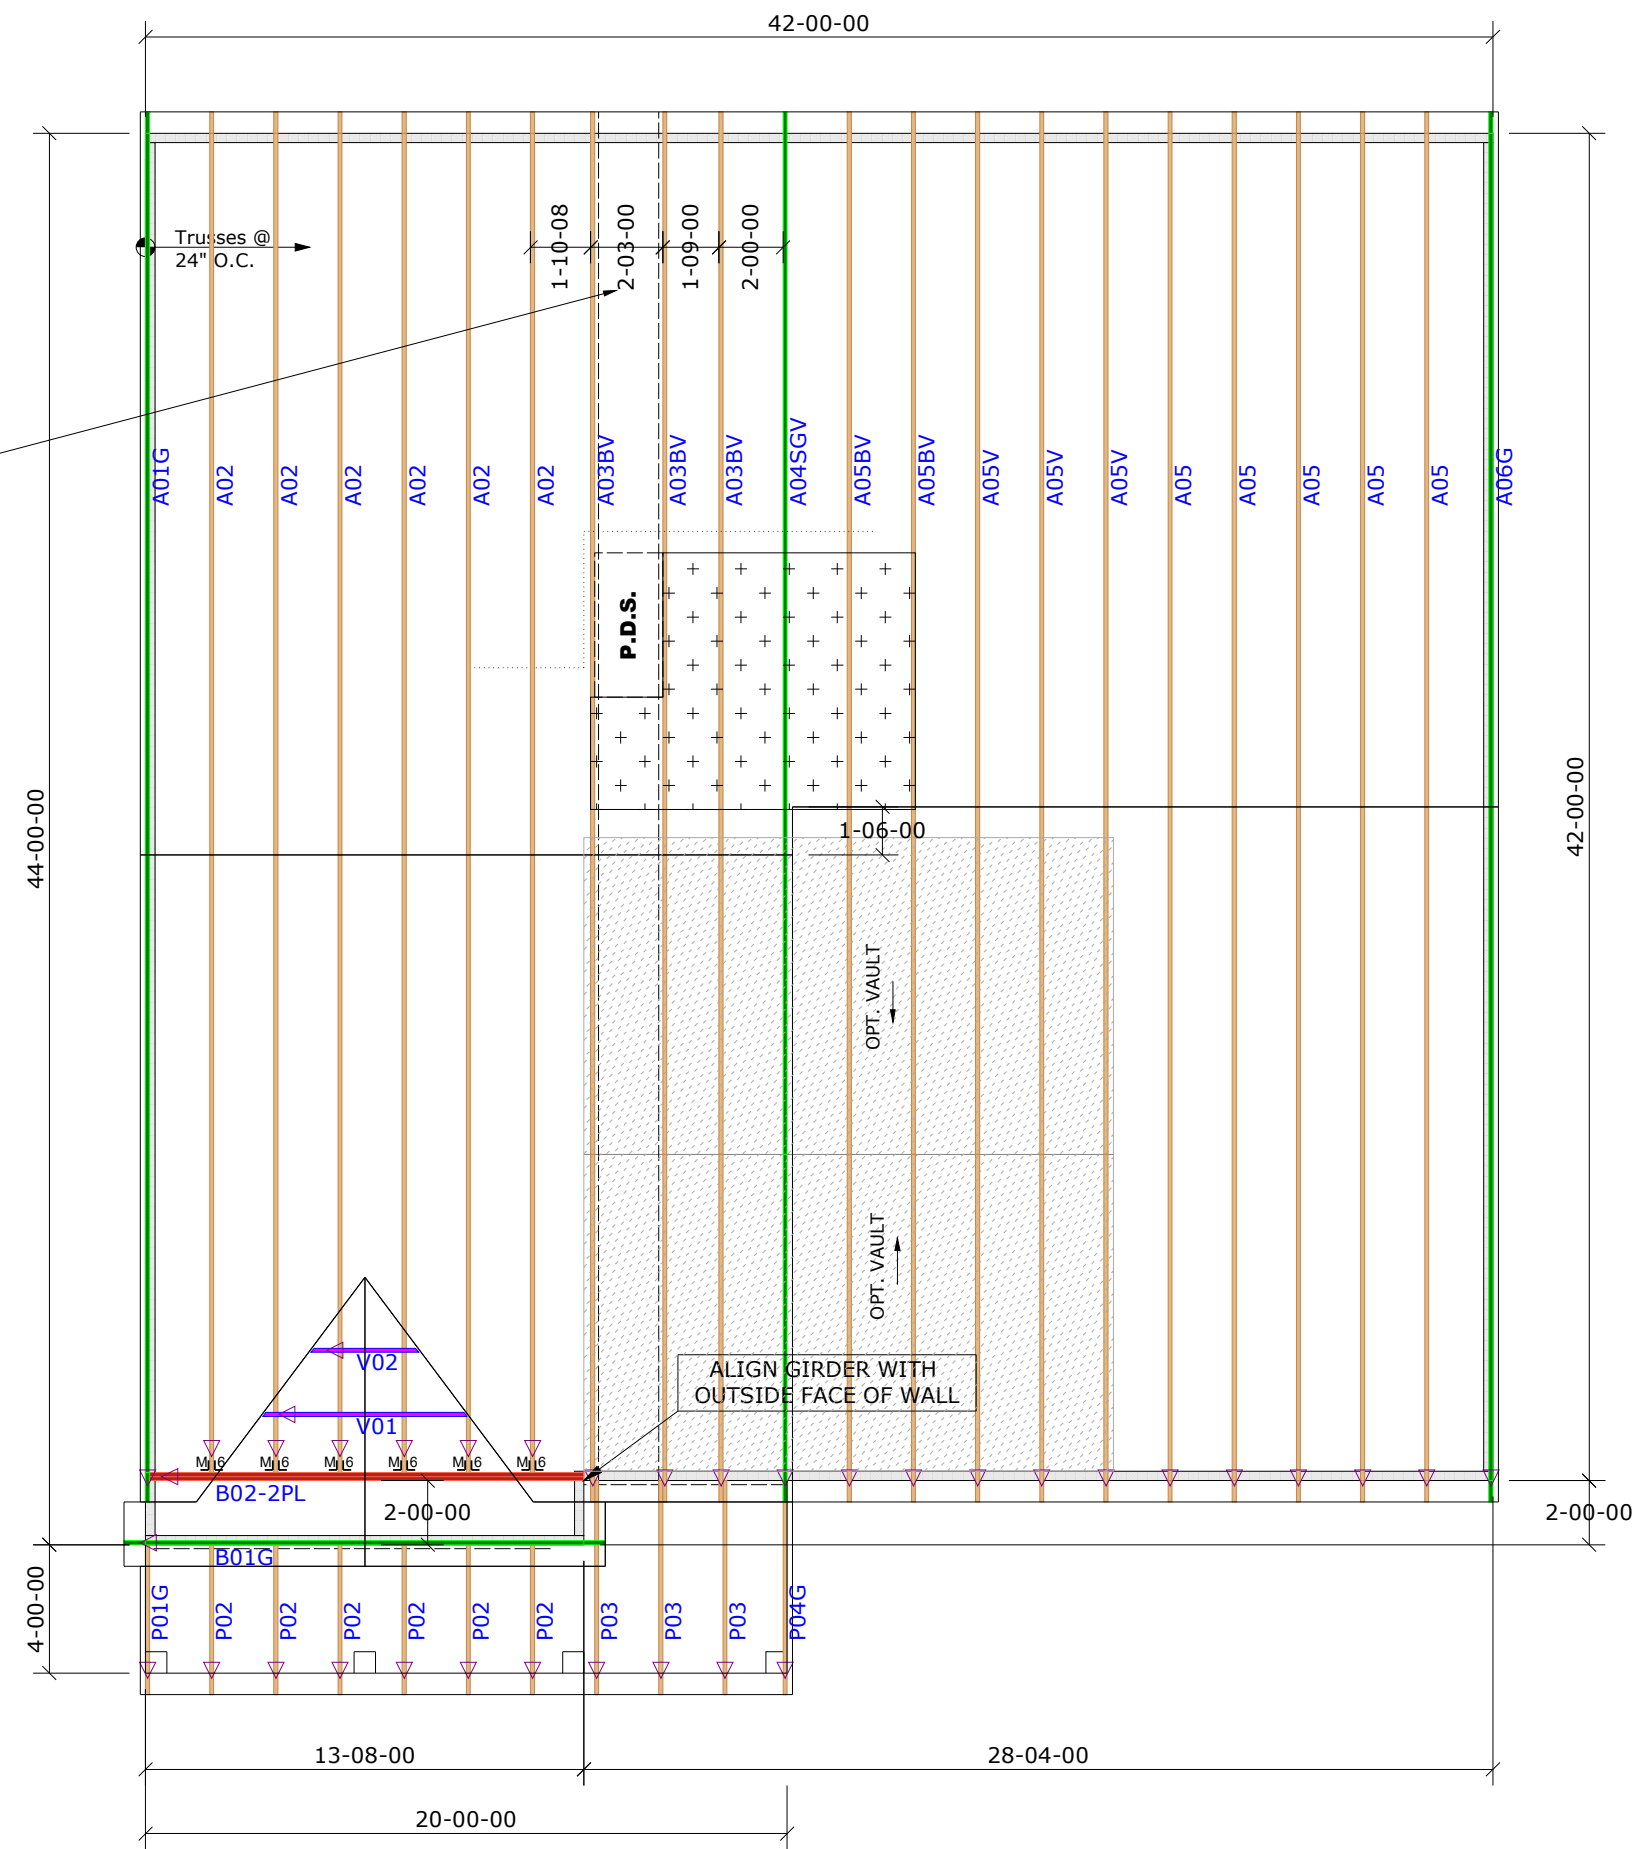 42-00-00
Trusses @
24" O.C.
1-10-08
2-03-00
1-09-00
2-00-00
A01G
A02
A02
A02
A02
A02
A02
A03BV
A03BV
A03BV
A04SGV
A05BV
A05BV
A05V
A05V
A05V
A05
A05
A05
A05
A05
A06G
P.D.S.
44-00-00
42-00-00
1-06-00
OPT. VAULT
OPT. VAULT
V02
ALIGN GIRDER WITH
OUTSIDE FACE OF WALL
V01
B02-2PL
2-00-00
2-00-00
B01G
4-00-00
P01G
P02
P02
P02
P02
P02
P02
P03
P03
P03
P04G
13-08-00
28-04-00
20-00-00